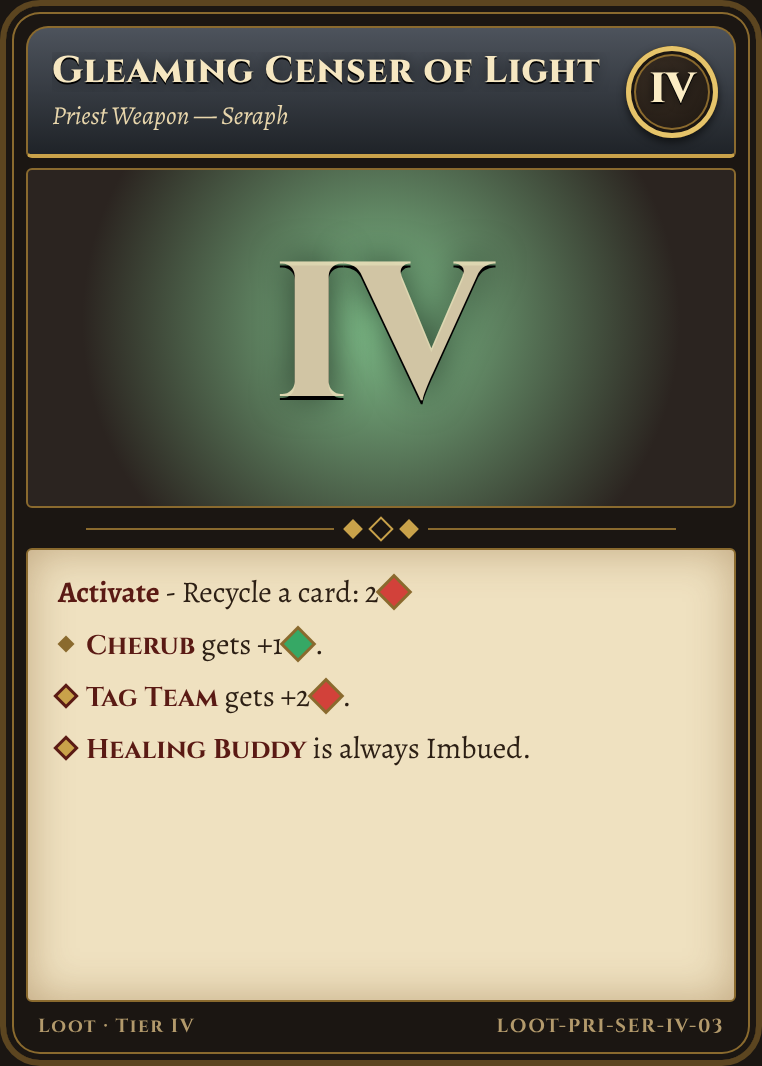 Gleaming Censer of Light
Priest Weapon — Seraph
IV
IV
Activate - Recycle a card: 2
Cherub gets +1.
Tag Team gets +2.
Healing Buddy is always Imbued.
Loot · Tier IV
LOOT-PRI-SER-IV-03